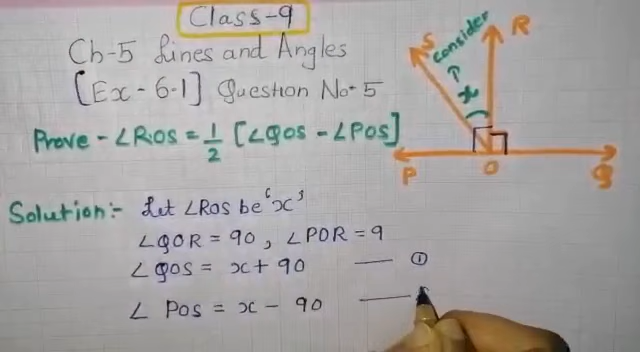 Class-9
Ch-5 Lines and Angles
[Ex-6.1] Question No-5
Prove - ∠ROS = 1/2 [∠QOS - ∠POS]
S
consider
x
R
P
O
Q
Solution:- Let ∠ROS be 'x'
∠QOR = 90, ∠POR = 9
∠QOS = x + 90 — ①
∠ POS = x - 90 —